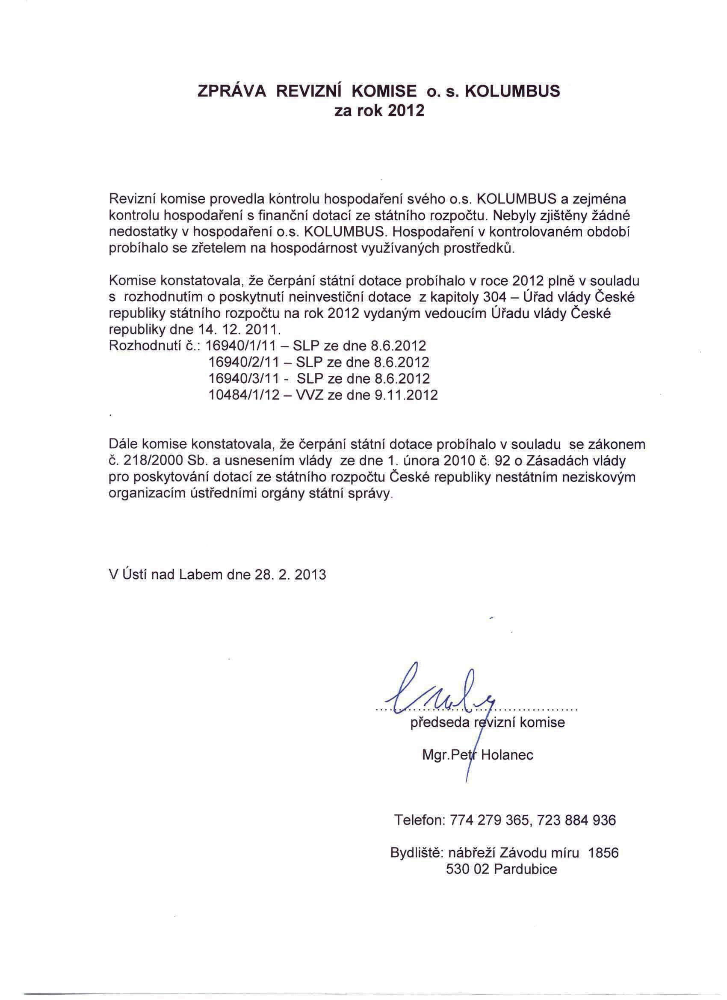 ZPRÁVA REVIZNÍ KOMISE o. s. KOLUMBUS
za rok 2012
Revizní komise provedla kontrolu hospodaření svého o.s. KOLUMBUS a zejména
kontrolu hospodaření s finanční dotací ze státního rozpočtu. Nebyly zjištěny žádné
nedostatky v hospodaření o.s. KOLUMBUS. Hospodaření v kontrolovaném období
probíhalo se zřetelem na hospodárnost využívaných prostředků.
Komise konstatovala, že čerpání státní dotace probíhalo v roce 2012 plně v souladu
s rozhodnutím o poskytnutí neinvestiční dotace z kapitoly 304 – Úřad vlády České
republiky státního rozpočtu na rok 2012 vydaným vedoucím Úřadu vlády České
republiky dne 14. 12. 2011.
Rozhodnutí č.: 16940/1/11 – SLP ze dne 8.6.2012
16940/2/11 – SLP ze dne 8.6.2012
16940/3/11 - SLP ze dne 8.6.2012
10484/1/12 – VVZ ze dne 9.11.2012
.
Dále komise konstatovala, že čerpání státní dotace probíhalo v souladu se zákonem
č. 218/2000 Sb. a usnesením vlády ze dne 1. února 2010 č. 92 o Zásadách vlády
pro poskytování dotací ze státního rozpočtu České republiky nestátním neziskovým
organizacím ústředními orgány státní správy.
V Ústí nad Labem dne 28. 2. 2013
předseda revizní komise
Mgr.Petr Holanec
Telefon: 774 279 365, 723 884 936
Bydliště: nábřeží Závodu míru 1856
530 02 Pardubice